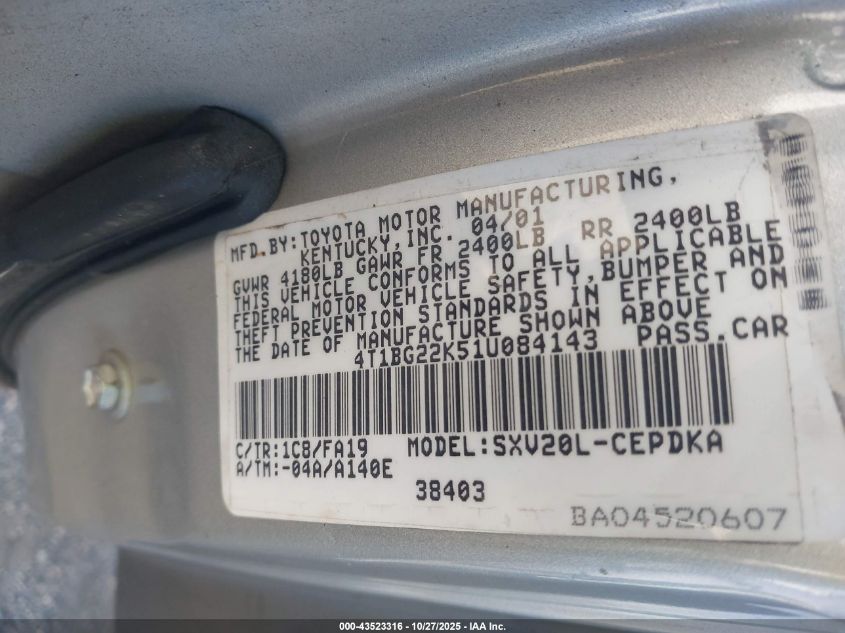 MFD.BY:TOYOTA MOTOR MANUFACTURING,
KENTUCKY,INC. 04/01
GVWR 4180LB GAWR FR 2400LB RR 2400LB
THIS VEHICLE CONFORMS TO ALL APPLICABLE
FEDERAL MOTOR VEHICLE SAFETY,BUMPER AND
THEFT PREVENTION STANDARDS IN EFFECT ON
THE DATE OF MANUFACTURE SHOWN ABOVE
4T1BG22K51U084143 PASS.CAR
C/TR:1C8/FA19 MODEL:SXV20L-CEPDKA
A/TM:-04A/A140E
38403
BA04520607
000-43523316 - 10/27/2025 - IAA Inc.